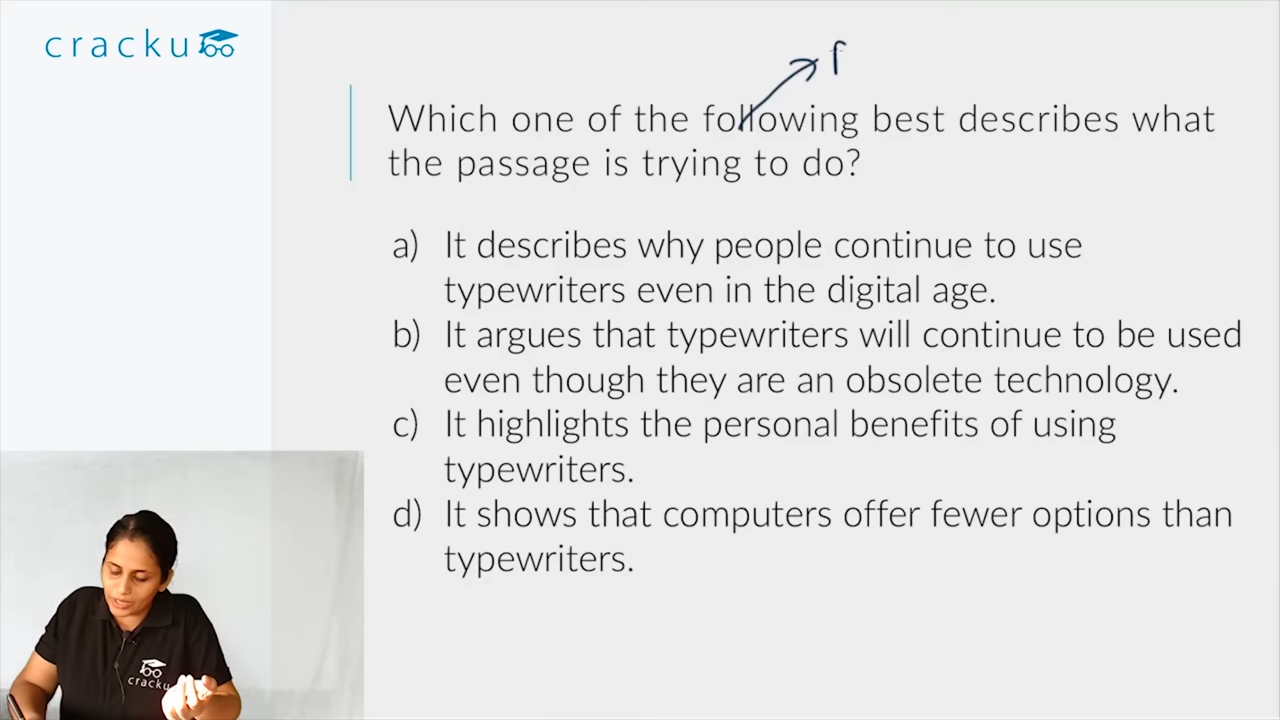 cracku
f
Which one of the following best describes what
the passage is trying to do?
a) It describes why people continue to use
typewriters even in the digital age.
b) It argues that typewriters will continue to be used
even though they are an obsolete technology.
c) It highlights the personal benefits of using
typewriters.
d) It shows that computers offer fewer options than
typewriters.
cracku